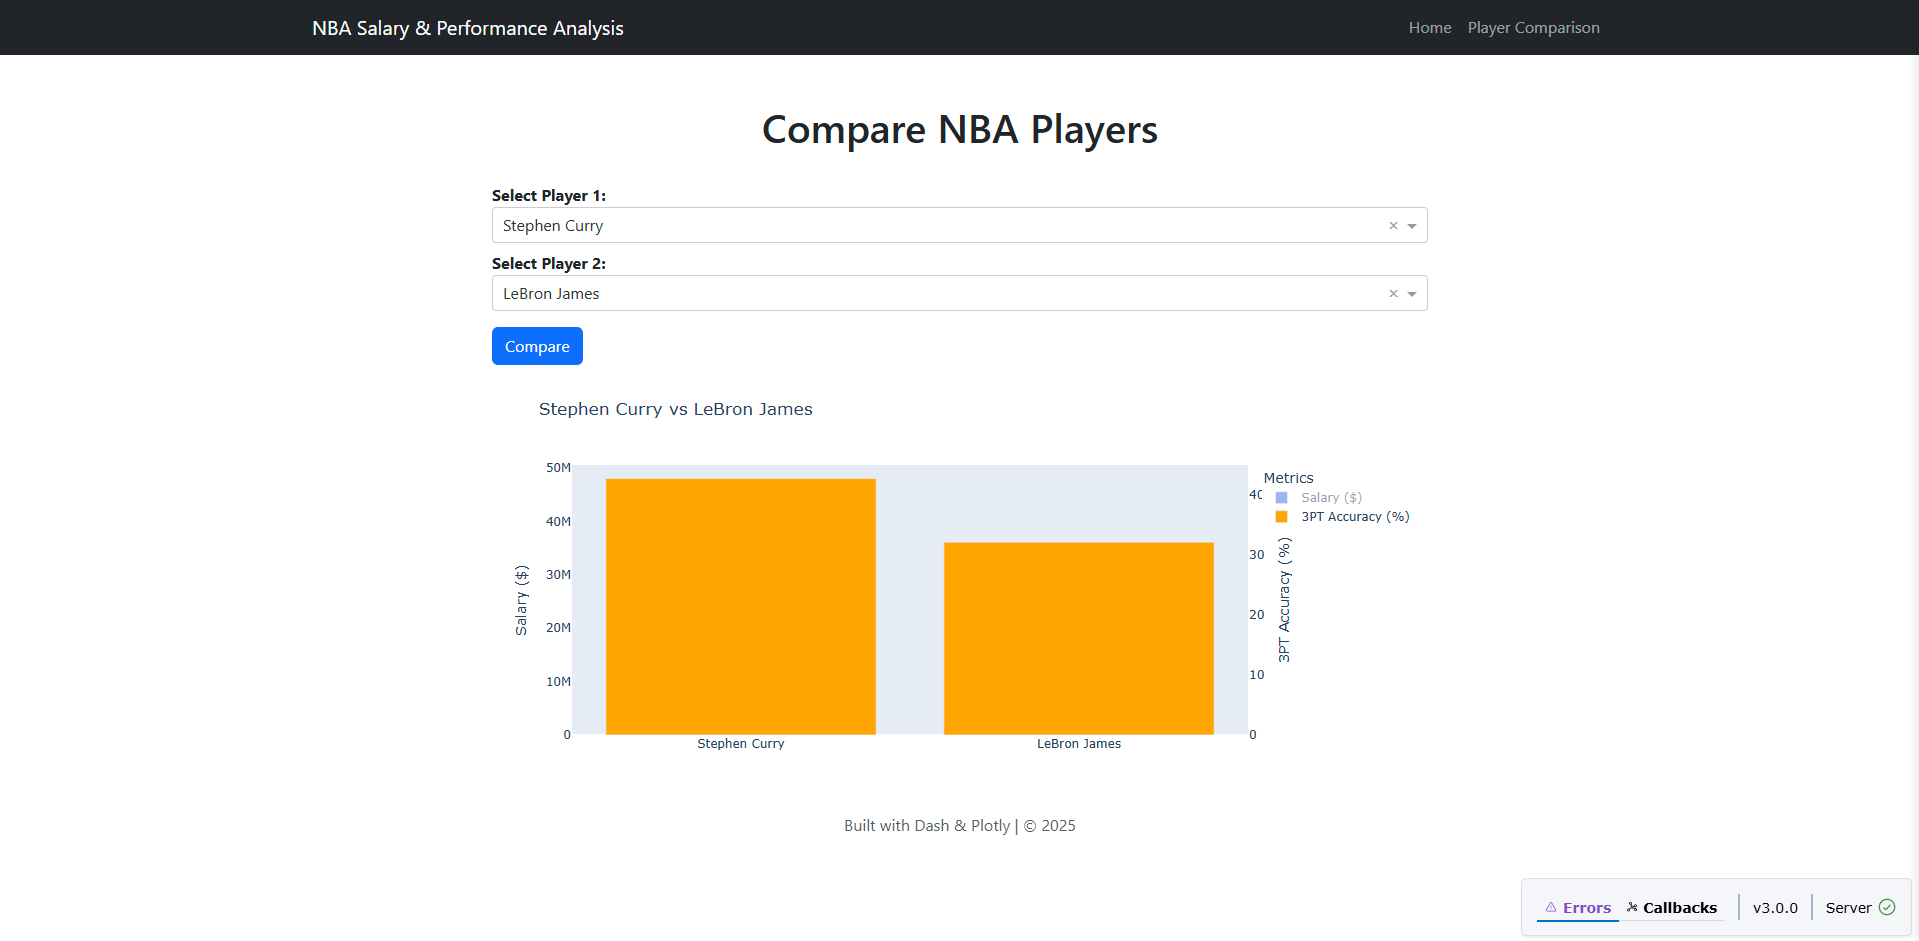 NBA Salary & Performance Analysis
Home Player Comparison
Compare NBA Players
Select Player 1:
Stephen Curry
Select Player 2:
LeBron James
Compare
Stephen Curry vs LeBron James
50M
40M
30M
20M
10M
0
Salary ($)
Stephen Curry
LeBron James
40
30
20
10
0
3PT Accuracy (%)
Metrics
Salary ($)
3PT Accuracy (%)
Built with Dash & Plotly | © 2025
Errors Callbacks v3.0.0 Server